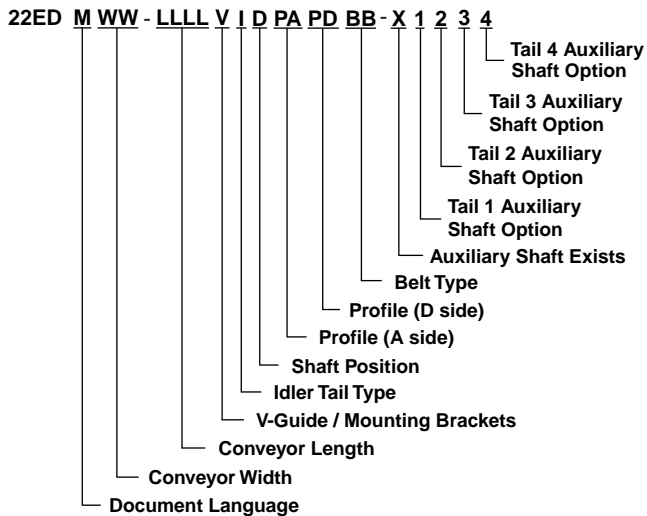 22ED M WW - LLLL V I D PA PD BB - X 1 2 3 4
Tail 4 Auxiliary
Shaft Option
Tail 3 Auxiliary
Shaft Option
Tail 2 Auxiliary
Shaft Option
Tail 1 Auxiliary
Shaft Option
Auxiliary Shaft Exists
Belt Type
Profile (D side)
Profile (A side)
Shaft Position
Idler Tail Type
V-Guide / Mounting Brackets
Conveyor Length
Conveyor Width
Document Language